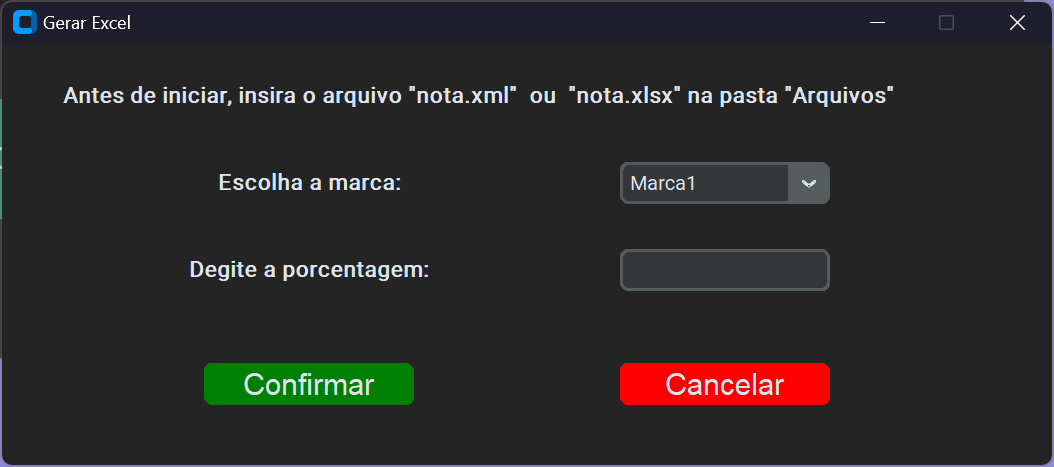 Gerar Excel
Antes de iniciar, insira o arquivo "nota.xml"  ou  "nota.xlsx" na pasta "Arquivos"
Escolha a marca: Marca1
Degite a porcentagem:
Confirmar Cancelar